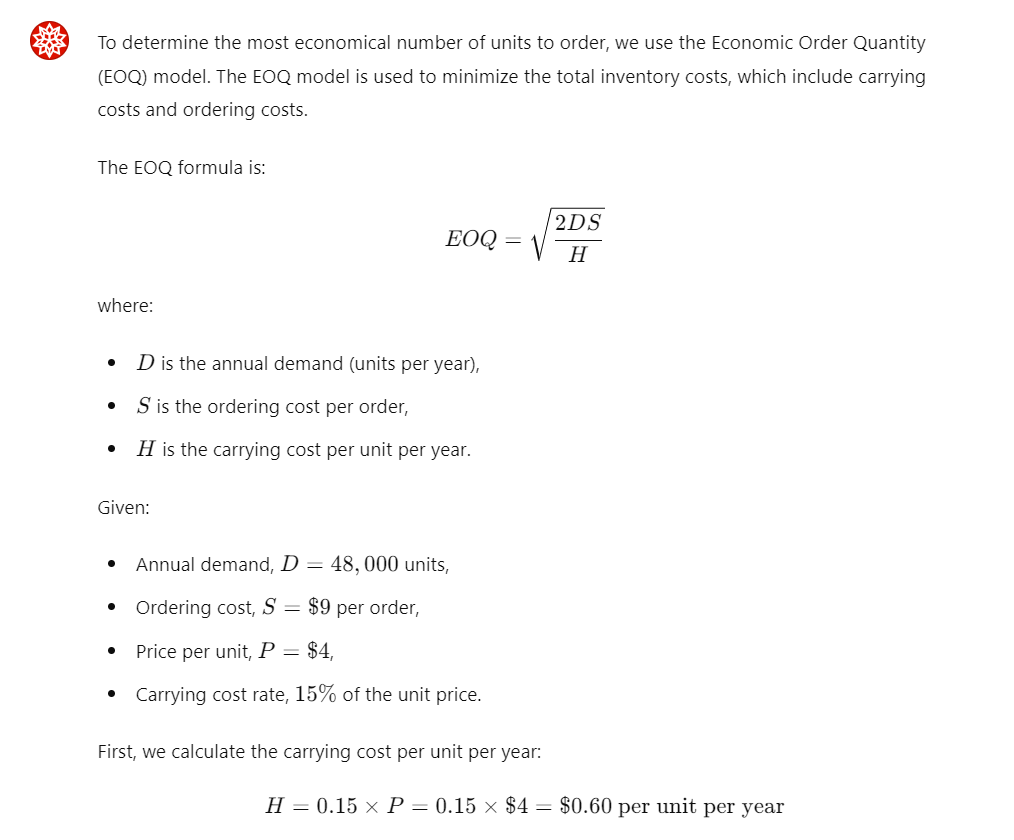 To determine the most economical number of units to order, we use the Economic Order Quantity
(EOQ) model. The EOQ model is used to minimize the total inventory costs, which include carrying
costs and ordering costs.
The EOQ formula is:
EOQ = √(2DS / H)
where:
• D is the annual demand (units per year),
• S is the ordering cost per order,
• H is the carrying cost per unit per year.
Given:
• Annual demand, D = 48,000 units,
• Ordering cost, S = $9 per order,
• Price per unit, P = $4,
• Carrying cost rate, 15% of the unit price.
First, we calculate the carrying cost per unit per year:
H = 0.15 × P = 0.15 × $4 = $0.60 per unit per year